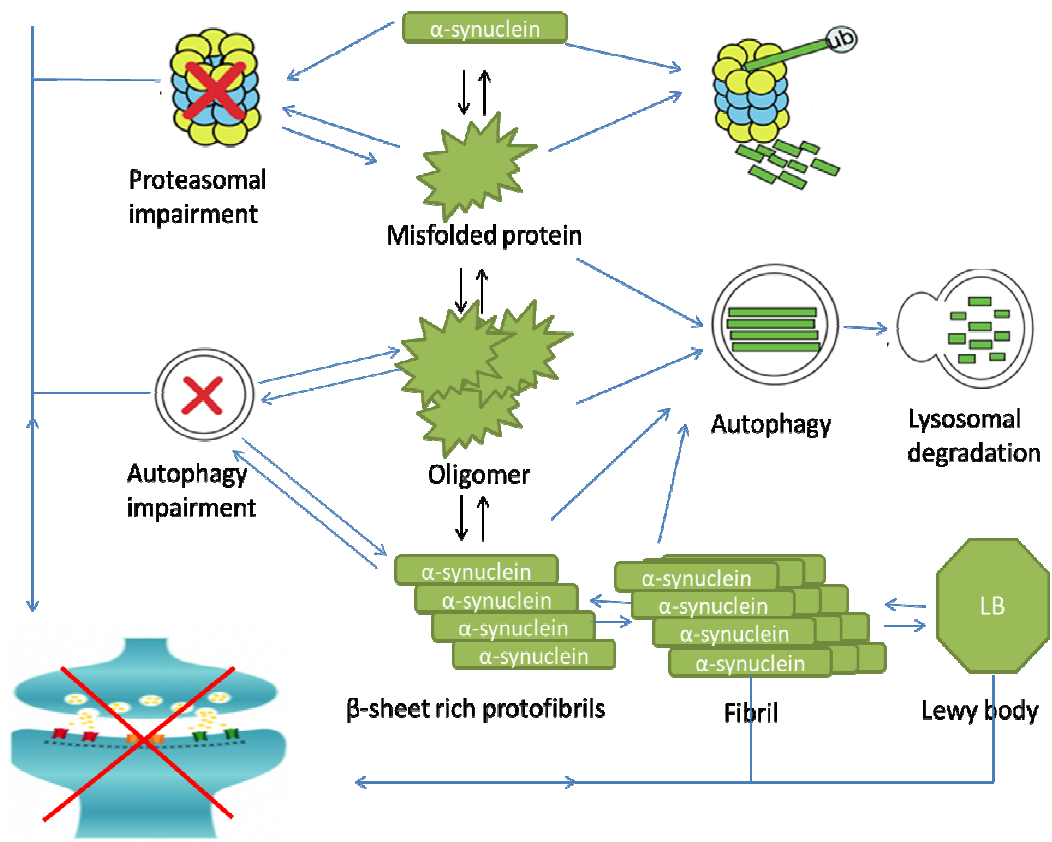 α-synuclein
ub
Proteasomal
impairment
Misfolded protein
Autophagy
Lysosomal
degradation
Autophagy
impairment
Oligomer
α-synuclein
α-synuclein
α-synuclein
α-synuclein
α-synuclein
α-synuclein
α-synuclein
α-synuclein
LB
β-sheet rich protofibrils
Fibril
Lewy body